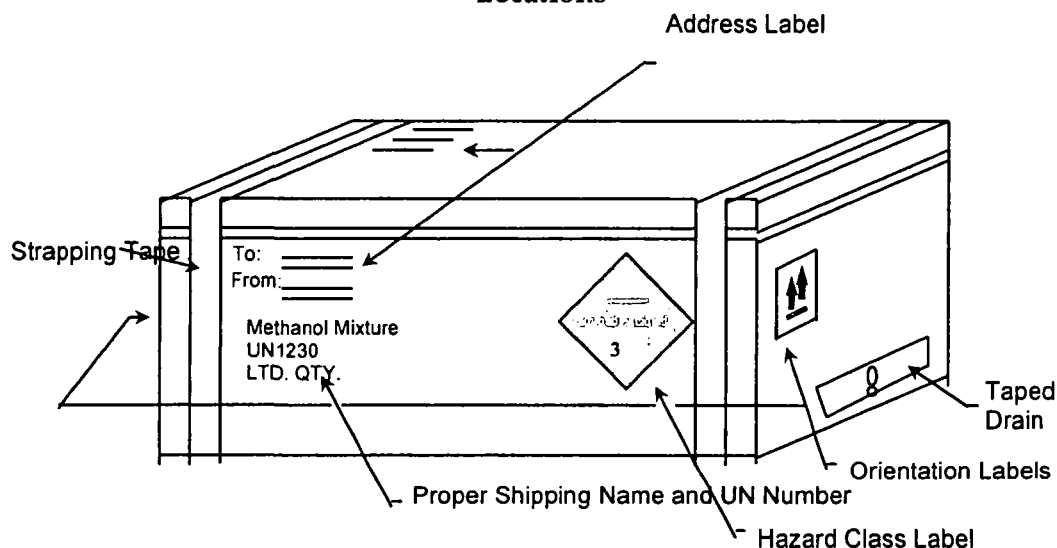 Address Label
Strapping Tape
To:
From:
Methanol Mixture
UN1230
LTD. QTY.
3
Taped
Drain
Orientation Labels
Proper Shipping Name and UN Number
Hazard Class Label